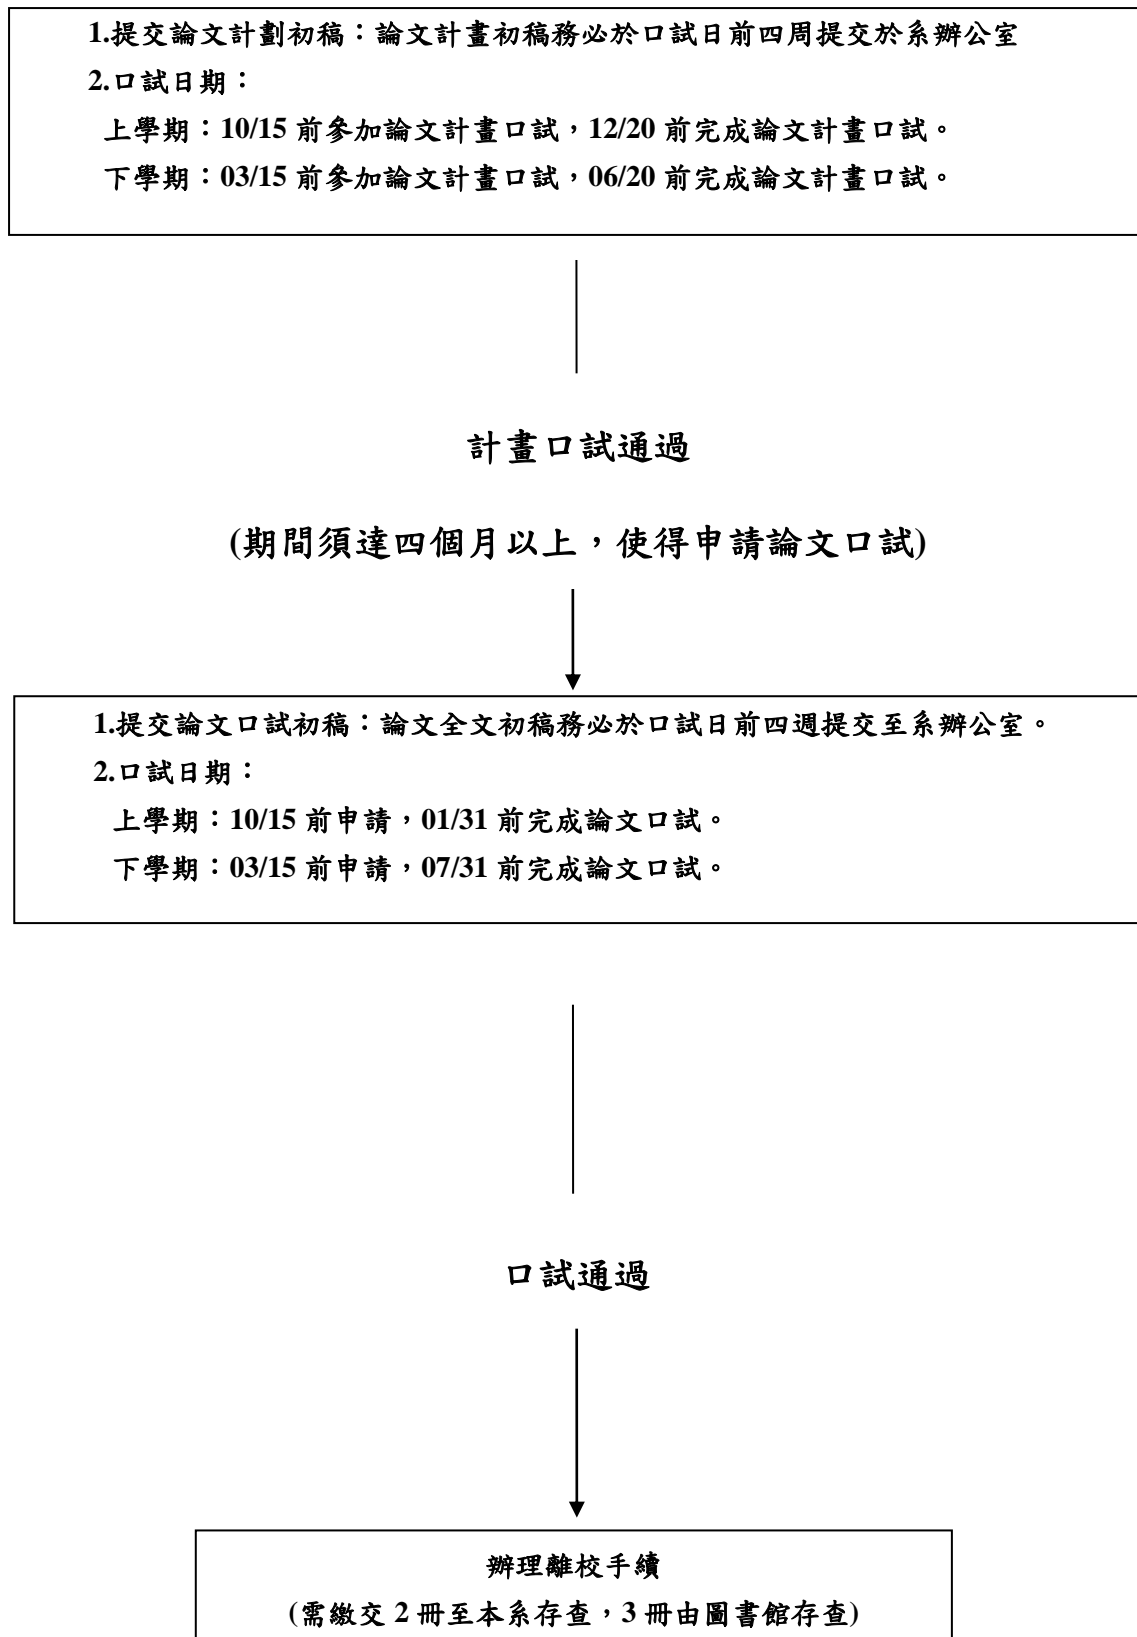 1.提交論文計劃初稿：論文計畫初稿務必於口試日前四周提交於系辦公室
2.口試日期：
上學期：10/15 前參加論文計畫口試，12/20 前完成論文計畫口試。
下學期：03/15 前參加論文計畫口試，06/20 前完成論文計畫口試。
計畫口試通過
(期間須達四個月以上，使得申請論文口試)
1.提交論文口試初稿：論文全文初稿務必於口試日前四週提交至系辦公室。
2.口試日期：
上學期：10/15 前申請，01/31 前完成論文口試。
下學期：03/15 前申請，07/31 前完成論文口試。
口試通過
辦理離校手續
(需繳交 2 冊至本系存查，3 冊由圖書館存查)